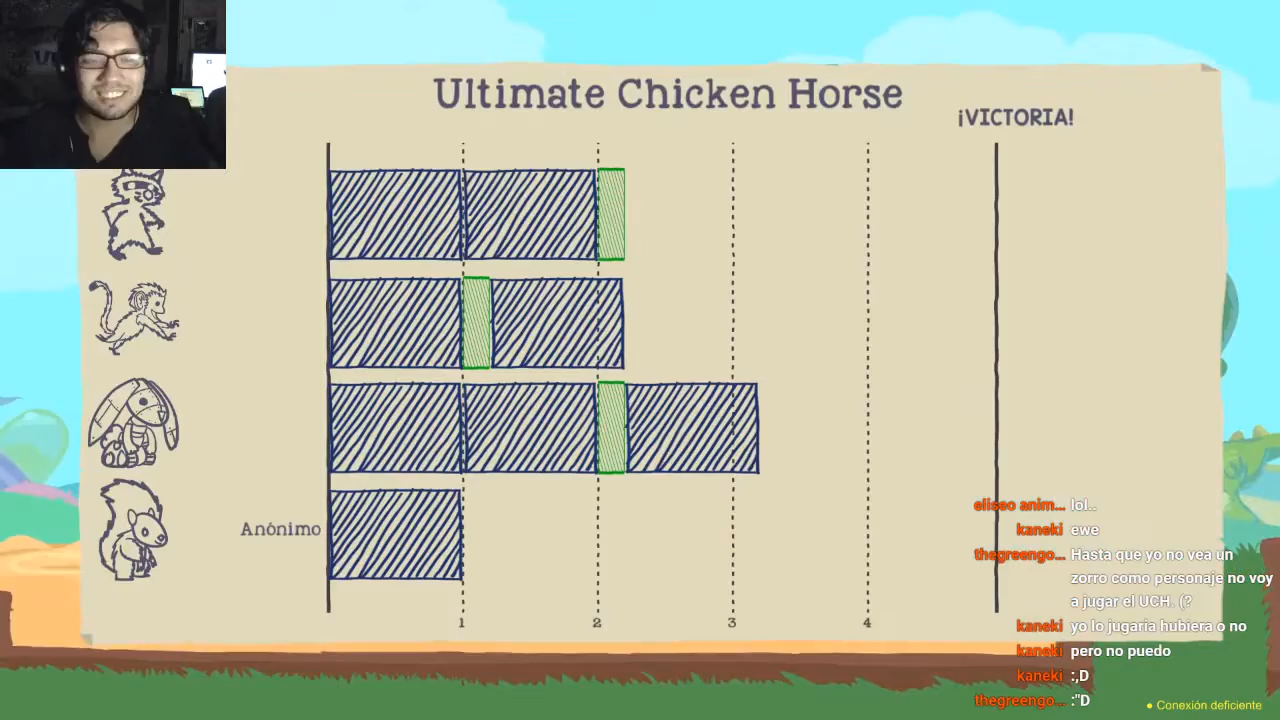 Ultimate Chicken Horse
¡VICTORIA!
Anónimo
1 2 3 4
eliseo anim... lol..
kaneki ewe
thegreengo... Hasta que yo no vea un
zorro como personaje no voy
a jugar el UCH. (?
kaneki yo lo jugaria hubiera o no
kaneki pero no puedo
kaneki :,D
thegreengo... :"D
● Conexión deficiente